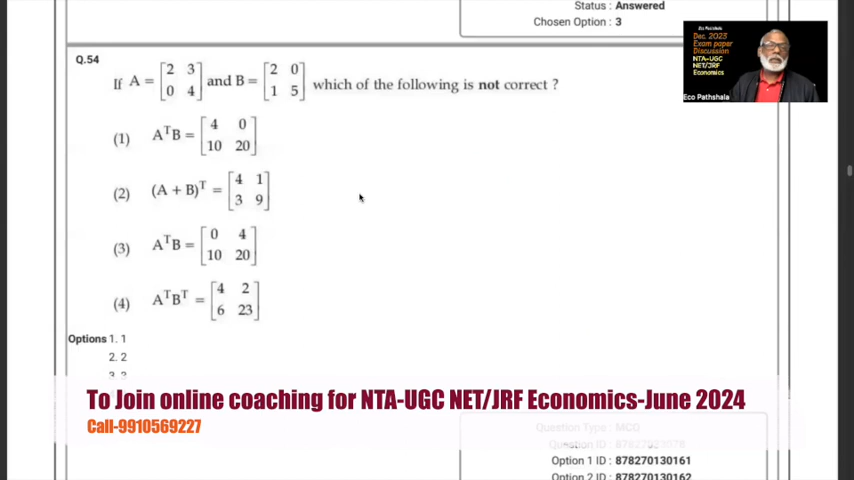 Status : Answered
Chosen Option : 3
Q.54
If A = [2 3 0 4] and B = [2 0 1 5] which of the following is not correct ?
(1) AᵀB = [4 0 10 20]
(2) (A + B)ᵀ = [4 1 3 9]
(3) AᵀB = [0 4 10 20]
(4) AᵀBᵀ = [4 2 6 23]
Options 1. 1
2. 2
To Join online coaching for NTA-UGC NET/JRF Economics-June 2024
Call-9910569227
Question Type : MCQ
Option 1 ID : 878270130161
Option 2 ID : 878270130162
Eco Pathshala
Dec. 2023
Exam paper
Discussion
NTA-UGC
NET/JRF
Economics
Eco Pathshala